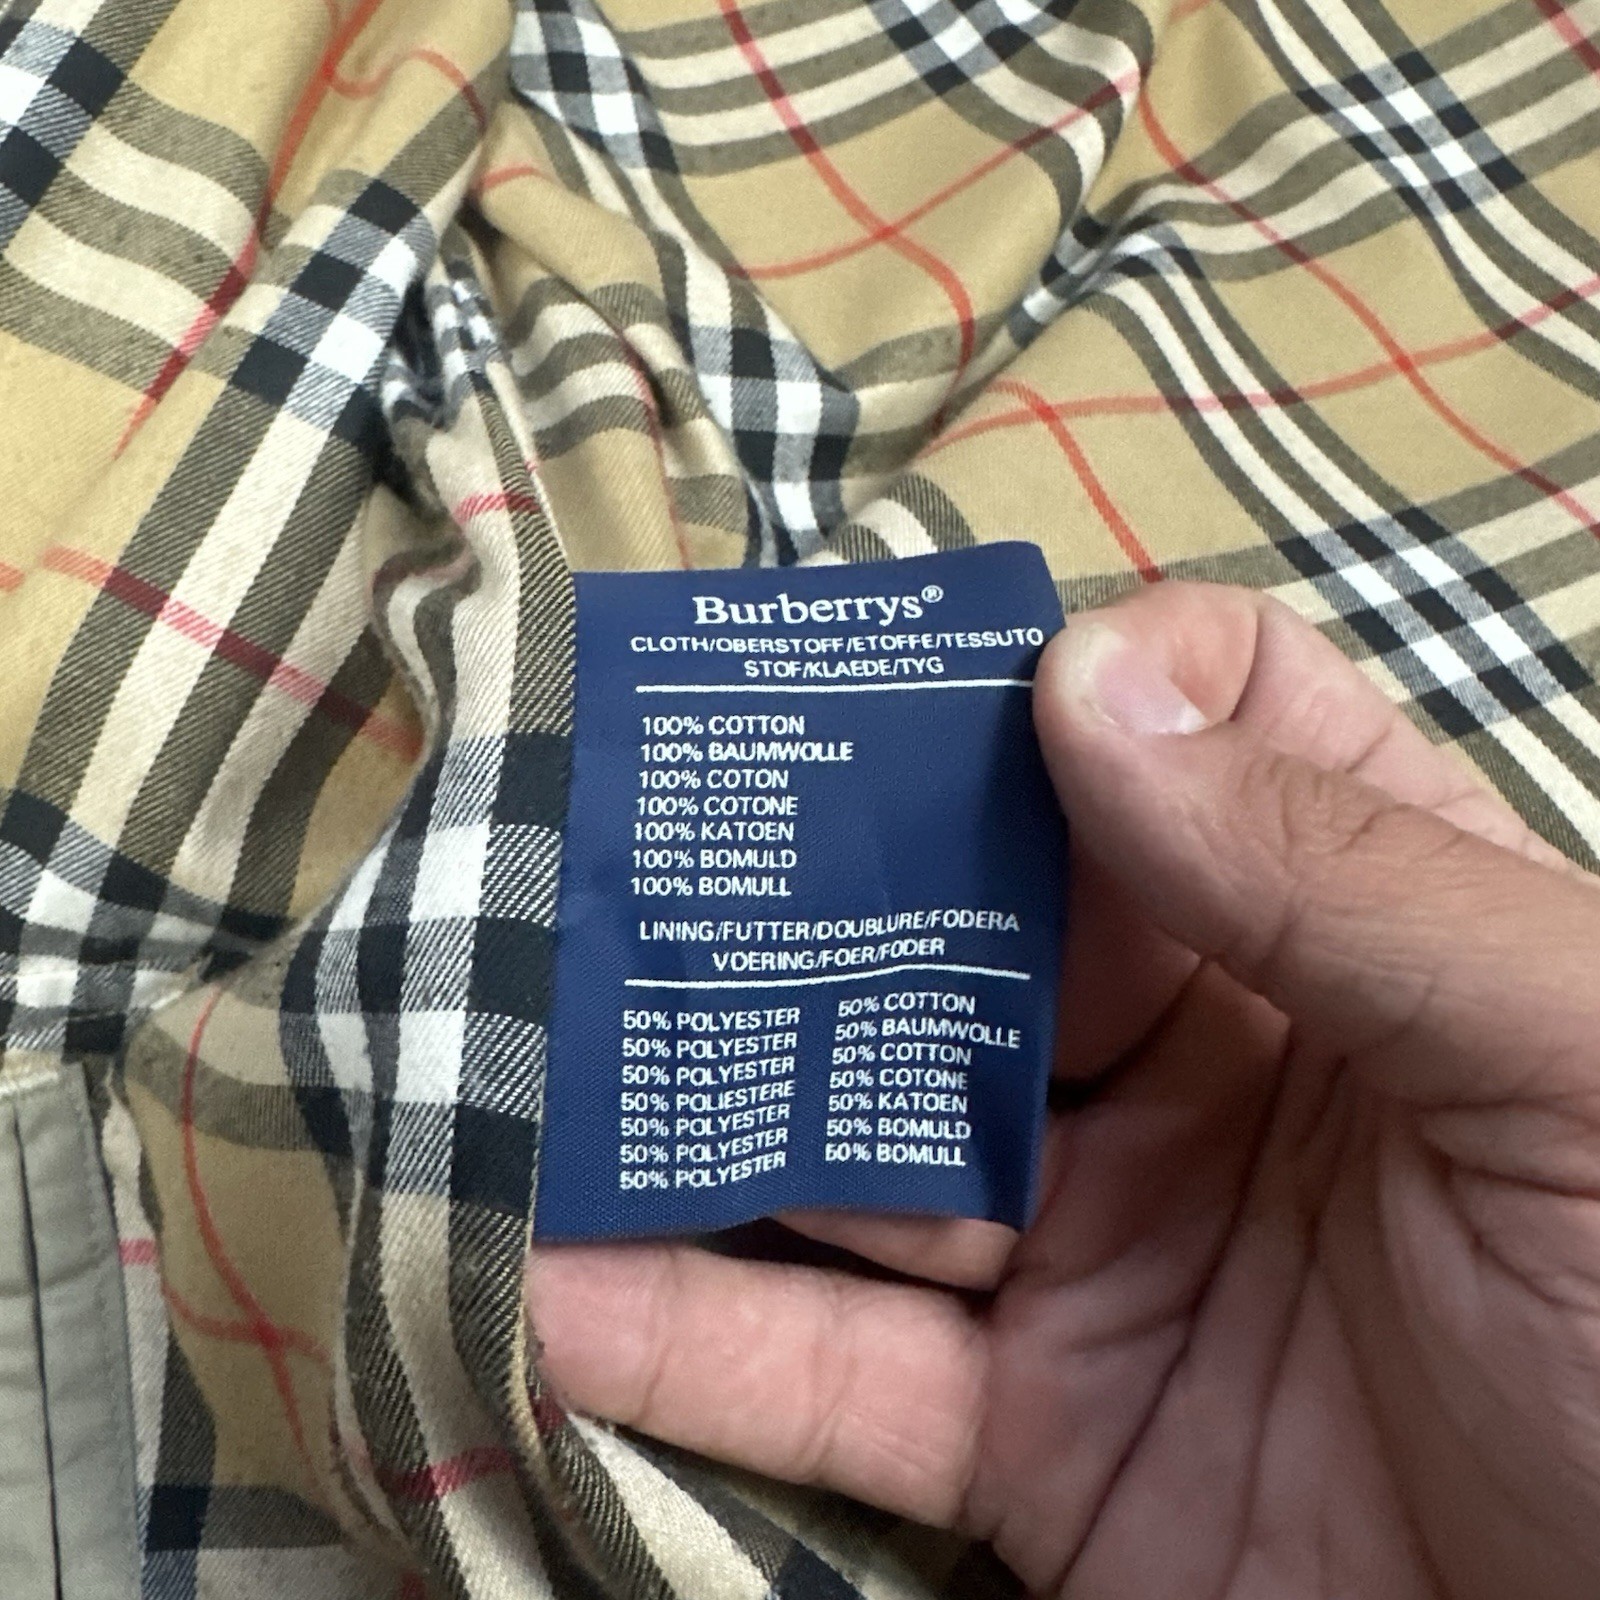 Burberrys®
CLOTH/OBERSTOFF/ETOFFE/TESSUTO
STOF/KLAEDE/TYG
100% COTTON
100% BAUMWOLLE
100% COTON
100% COTONE
100% KATOEN
100% BOMULD
100% BOMULL
LINING/FUTTER/DOUBLURE/FODERA
VOERING/FOER/FODER
50% POLYESTER 50% COTTON
50% POLYESTER 50% BAUMWOLLE
50% POLYESTER 50% COTTON
50% POLIESTERE 50% COTONE
50% POLYESTER 50% KATOEN
50% POLYESTER 50% BOMULD
50% POLYESTER 50% BOMULL